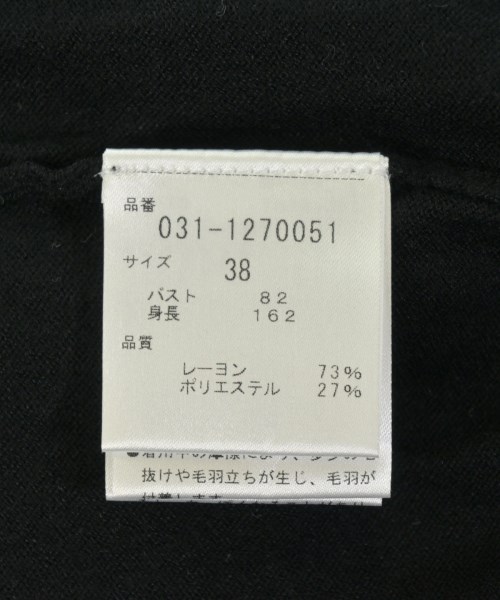 品番
031-1270051
サイズ 38
バスト 82
身長 162
品質
レーヨン 73%
ポリエステル 27%
抜けや毛羽立ちが生じ、毛羽が